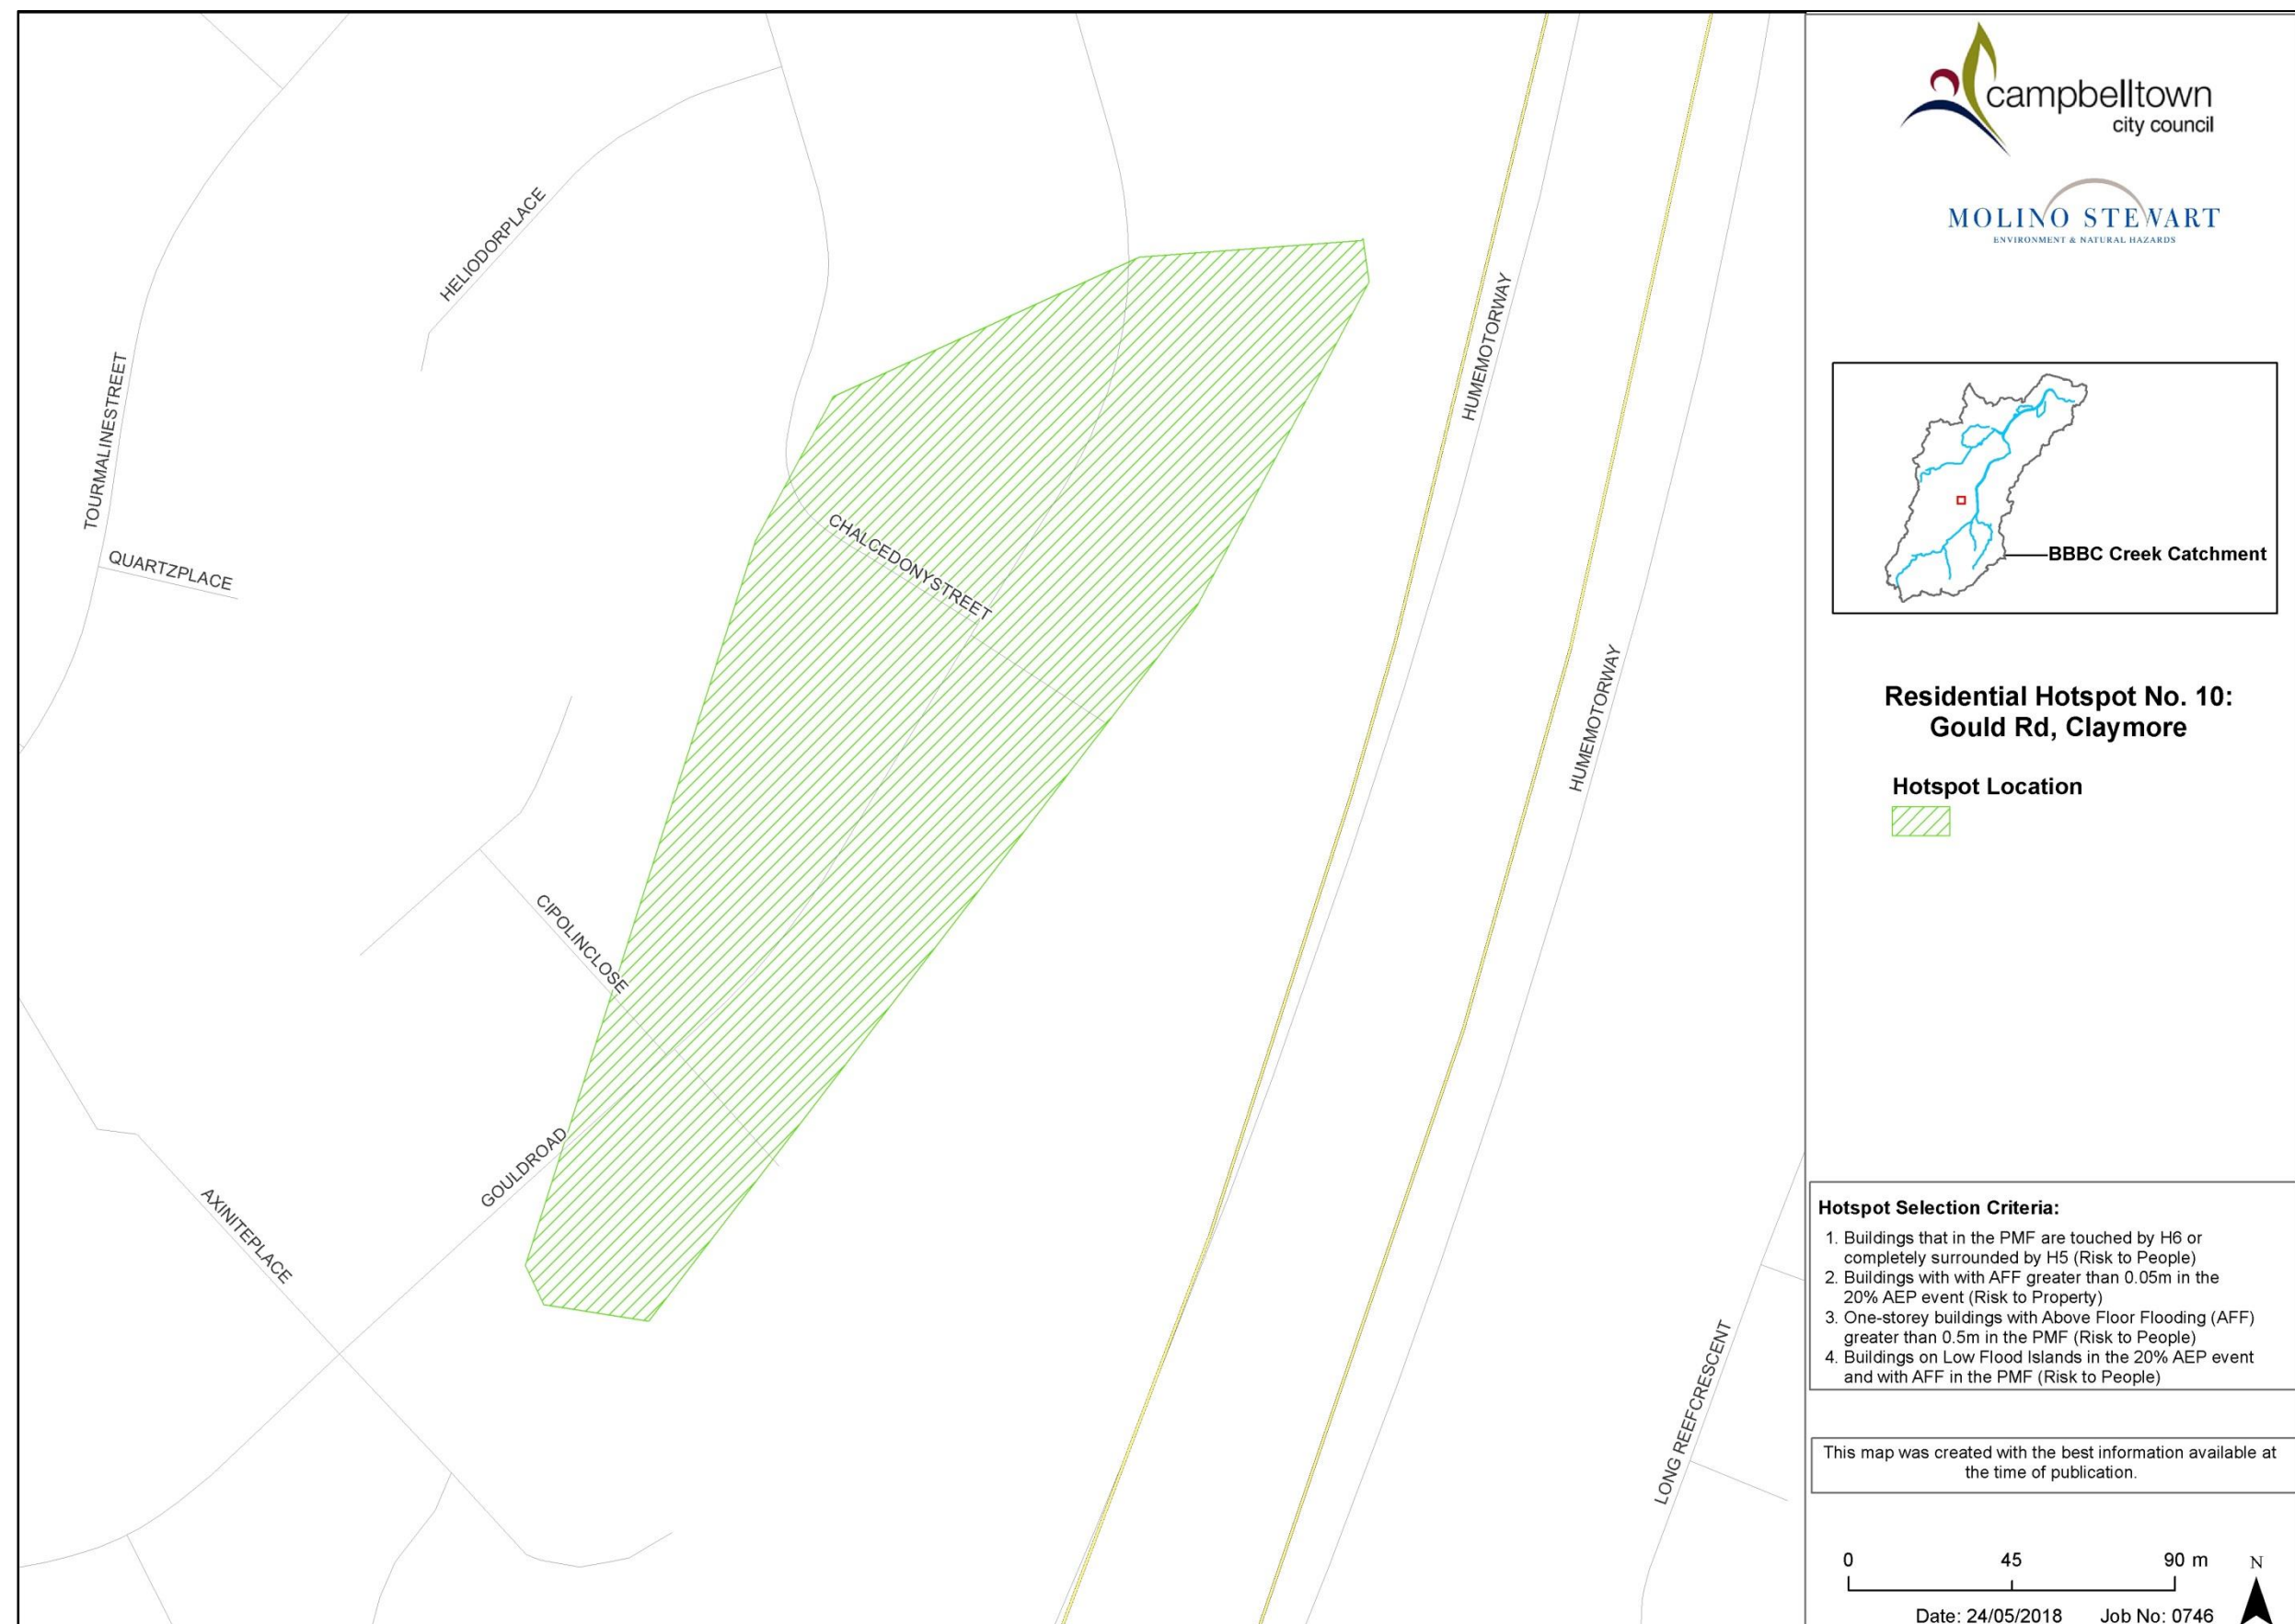 HELIODORPLACE
TOURMALINESTREET
QUARTZPLACE
CHALCEDONYSTREET
HUMEMOTORWAY
HUMEMOTORWAY
CIPOLINCLOSE
GOULDROAD
AXINITEPLACE
LONG REEFCRESCENT
campbelltown
city council
MOLINO STEWART
ENVIRONMENT & NATURAL HAZARDS
BBBC Creek Catchment
Residential Hotspot No. 10:
Gould Rd, Claymore
Hotspot Location
Hotspot Selection Criteria:
1. Buildings that in the PMF are touched by H6 or
completely surrounded by H5 (Risk to People)
2. Buildings with with AFF greater than 0.05m in the
20% AEP event (Risk to Property)
3. One-storey buildings with Above Floor Flooding (AFF)
greater than 0.5m in the PMF (Risk to People)
4. Buildings on Low Flood Islands in the 20% AEP event
and with AFF in the PMF (Risk to People)
This map was created with the best information available at
the time of publication.
0 45 90 m N
Date: 24/05/2018 Job No: 0746